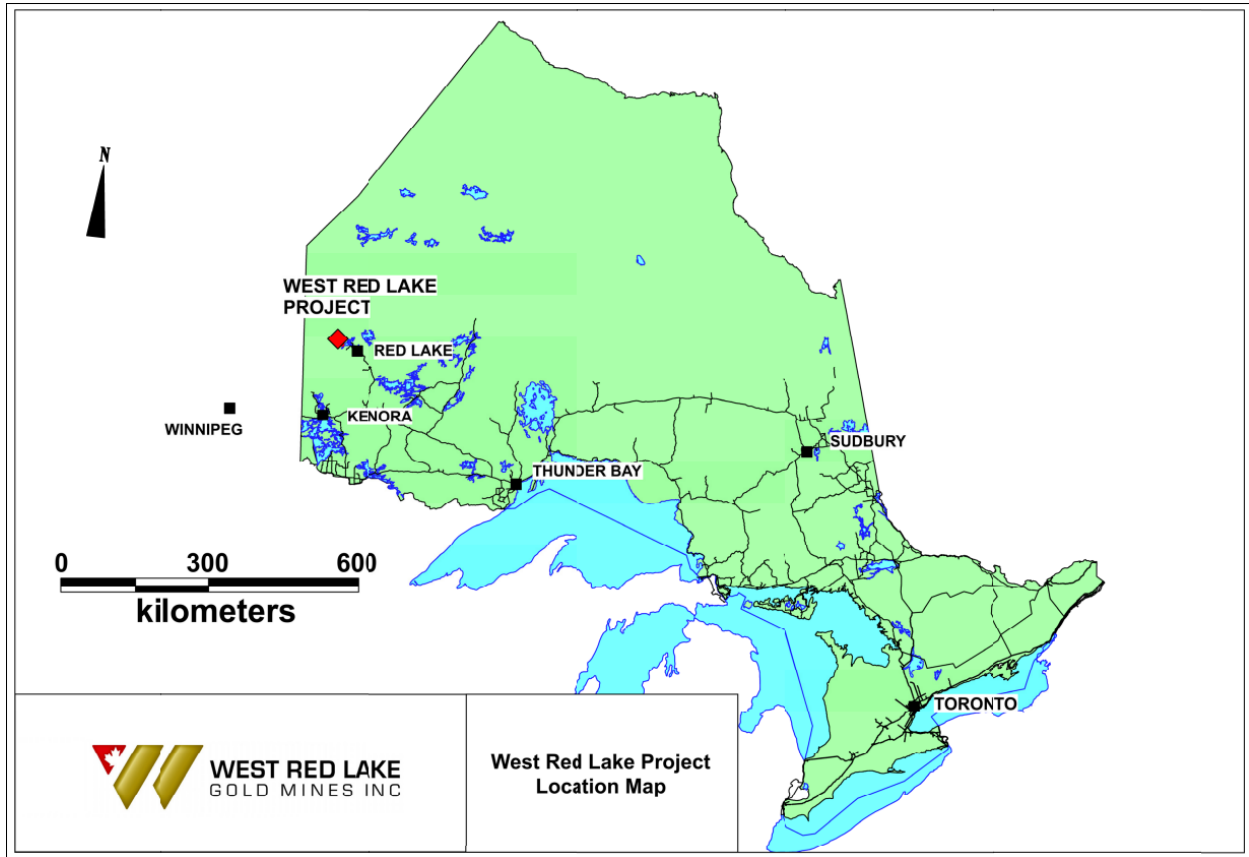 N
WEST RED LAKE
PROJECT
RED LAKE
KENORA
WINNIPEG
SUDBURY
THUNDER BAY
0 300 600
kilometers
TORONTO
WEST RED LAKE
GOLD MINES INC
West Red Lake Project
Location Map